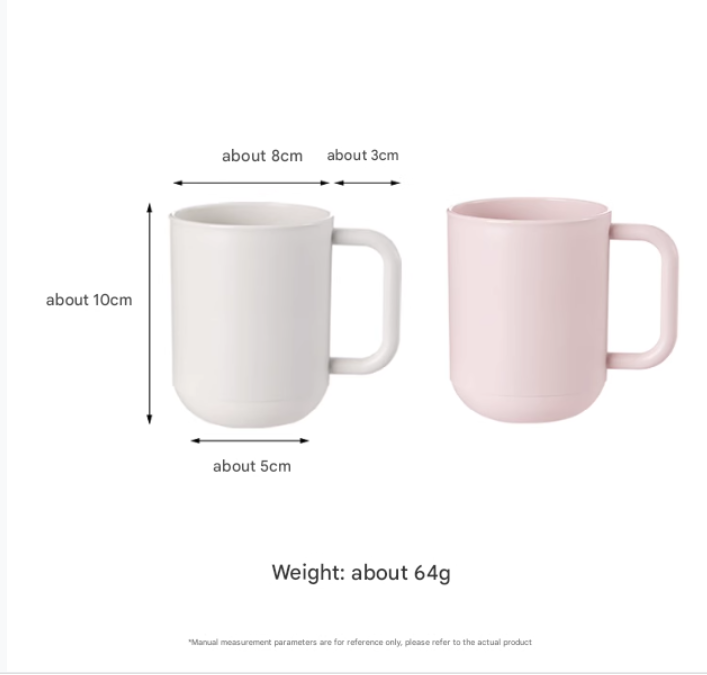 about 8cm
about 3cm
about 10cm
about 5cm
Weight: about 64g
*Manual measurement parameters are for reference only, please refer to the actual product